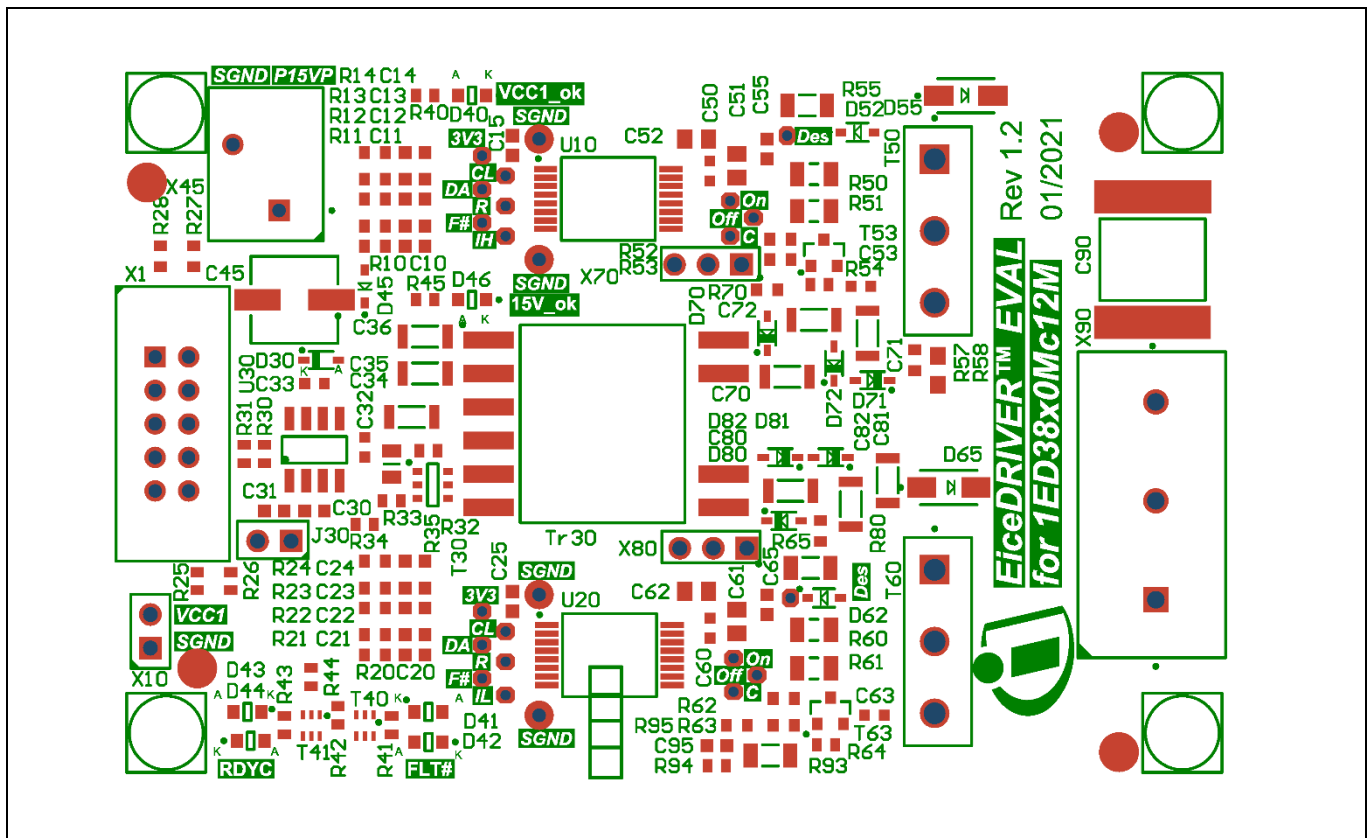 SGND P15VP R14 C14 A K
R13 C13 VCC1_ok
R12 C12 R40 D40 SGND
R11 C11 3V3 C15 U10
CL
DA
R
F#
IH
SGND
X45
R28 R27
X1 C45
R10 C10 D46
D45 R45 A K 15V_ok
C36
C52 C50 C51 C55 R55 D52 D55
Des
T50
R50
R51
On
Off
C
T53
C53
R52
R53
X70 R54
R70
D70 C72
Rev 1.2
01/2021
C90
X90
U30 D30 K A C35
C33 C34
C32
R31 R30
C31 C30
C70 D72 D71 C71 R57 R58
D82 D81
C80
D80
C82 C81
D65
R33
R34 R35 R32
J30 T30 Tr30
X80 R65 R80
EiceDRIVER™ EVAL
for 1ED38x0Mc12M
R25 R26 R24 C24
R23 C23
R22 C22
R21 C21
R20 C20
C25 SGND
3V3 U20
CL
DA
R
F#
IL
SGND
C62 C61 C65 Des T60
D62
R60
R61
C60 On
Off
C
VCC1
SGND
X10
D43
D44
A K
K A
R43 R44
T40
T41 R42 R41
K A
D41
D42
A K
RDYC FLT#
R62 C63
R95 R63
C95 T63
R94 R93 R64